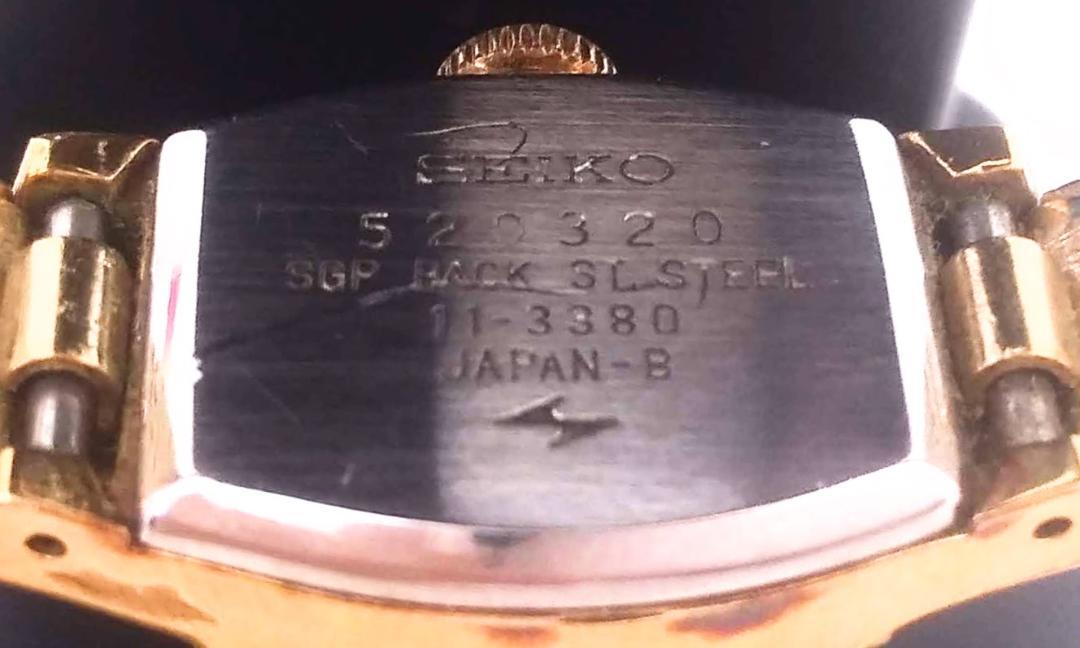 SEIKO
520320
SGP BACK ST.STEEL
11-3380
JAPAN-B